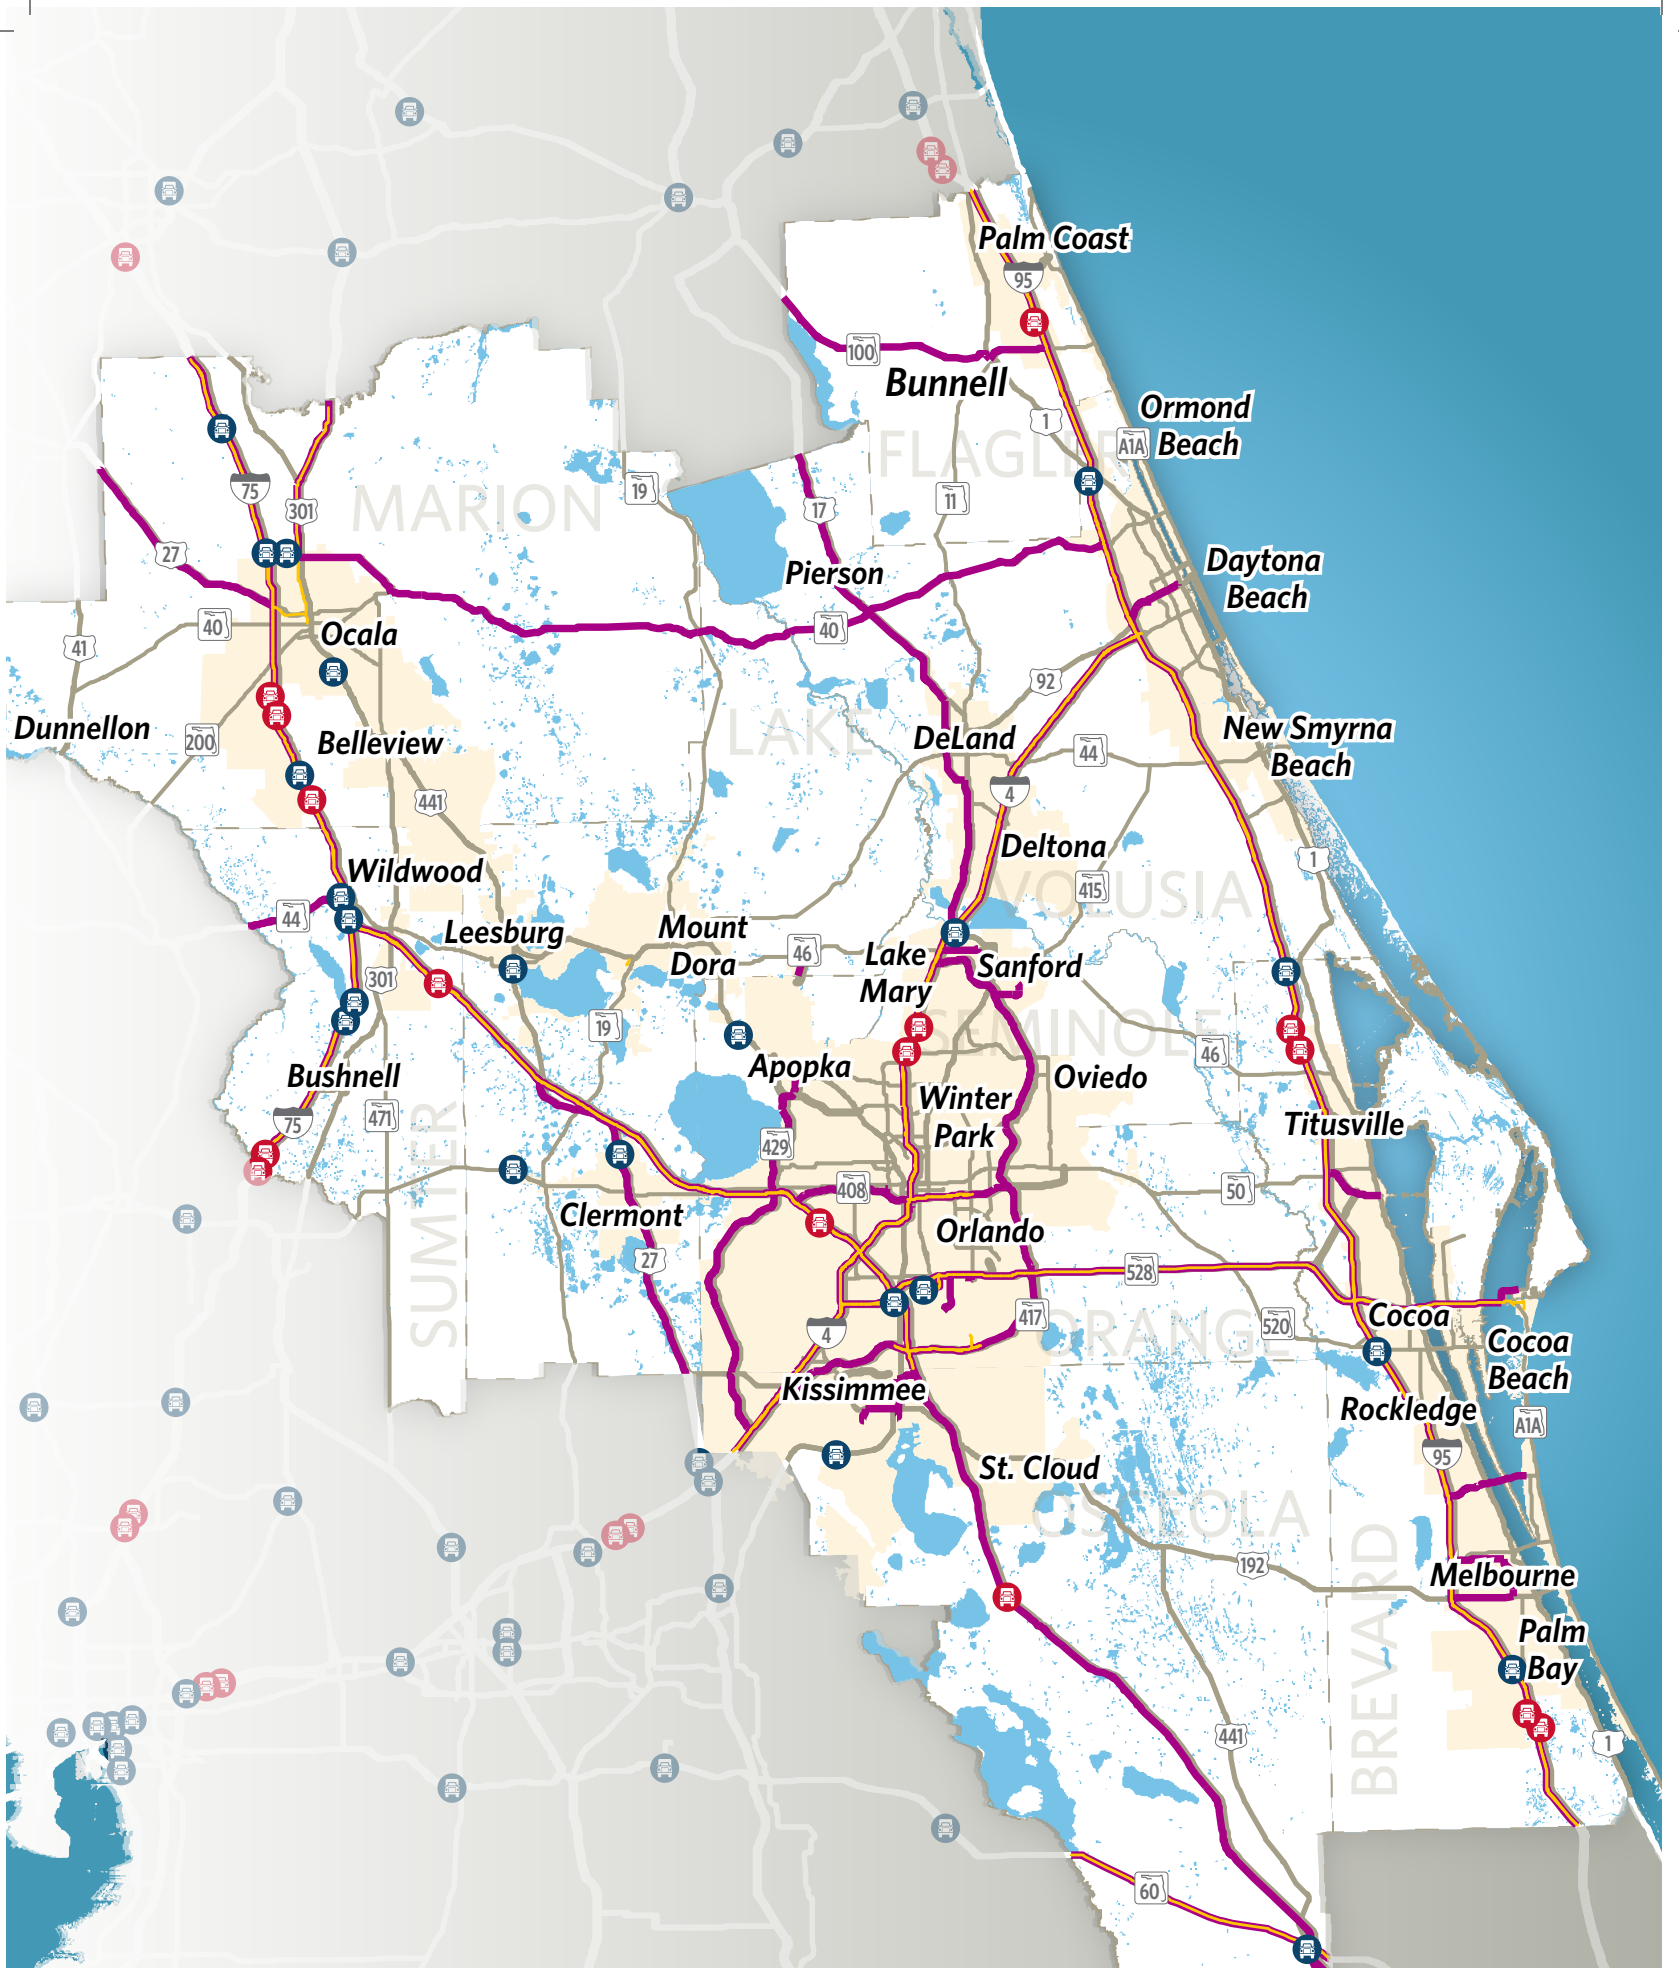 Palm Coast
95
100
Bunnell
1
Ormond
Beach
A1A
FLAGLER
75
301
MARION
19
17
11
27
Pierson
Daytona
Beach
40
Ocala
40
41
92
Dunnellon
200
Belleview
LAKE
DeLand
44
New Smyrna
Beach
441
4
Deltona
1
Wildwood
415
VOLUSIA
44
Leesburg
Mount
Dora
46
Lake
Mary
Sanford
301
19
SEMINOLE
46
Apopka
Bushnell
Oviedo
Winter
Park
75
471
Titusville
429
SUMTER
408
50
Clermont
Orlando
27
528
4
417
ORANGE
520
Cocoa
Cocoa
Beach
Kissimmee
Rockledge
A1A
95
St. Cloud
OSCEOLA
192
Melbourne
BREVARD
Palm
Bay
441
1
60